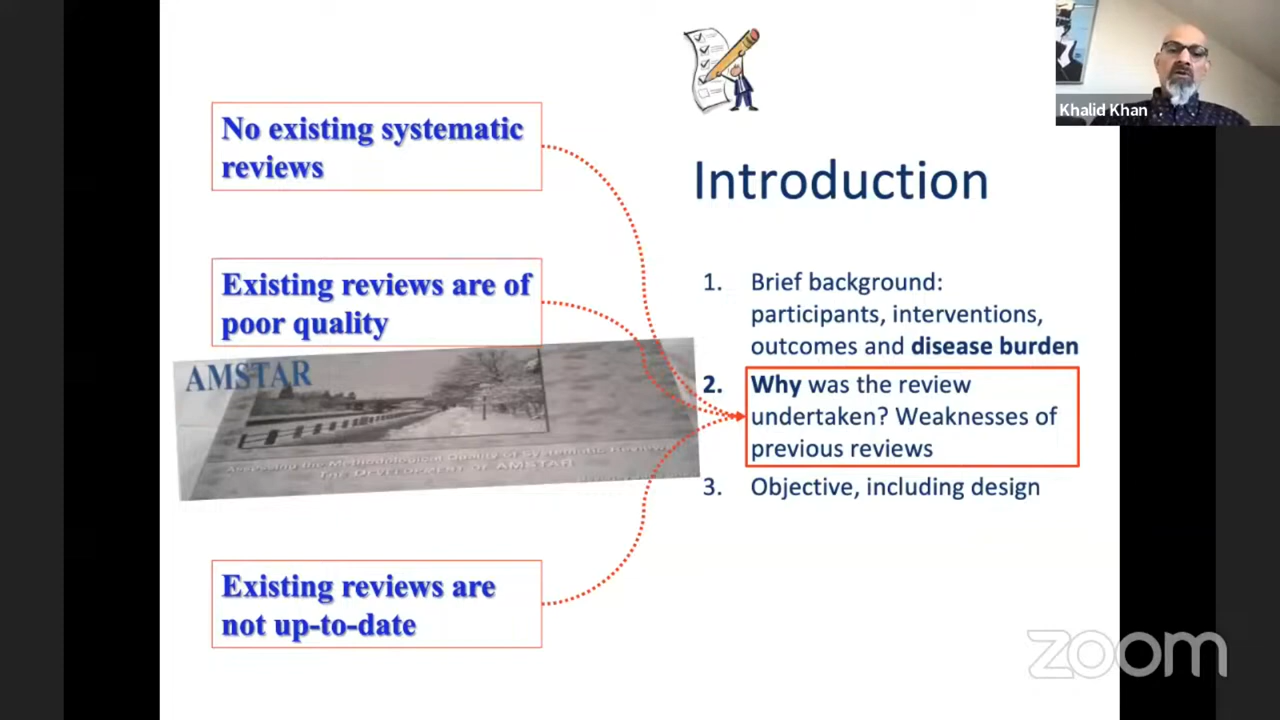 Khalid Khan
No existing systematic
reviews
Introduction
Existing reviews are of
poor quality
1. Brief background:
participants, interventions,
outcomes and disease burden
AMSTAR
2. Why was the review
undertaken? Weaknesses of
previous reviews
Assessing the Methodological Quality of Systematic Reviews
THE DEVELOPMENT OF AMSTAR
3. Objective, including design
Existing reviews are
not up-to-date
zoom